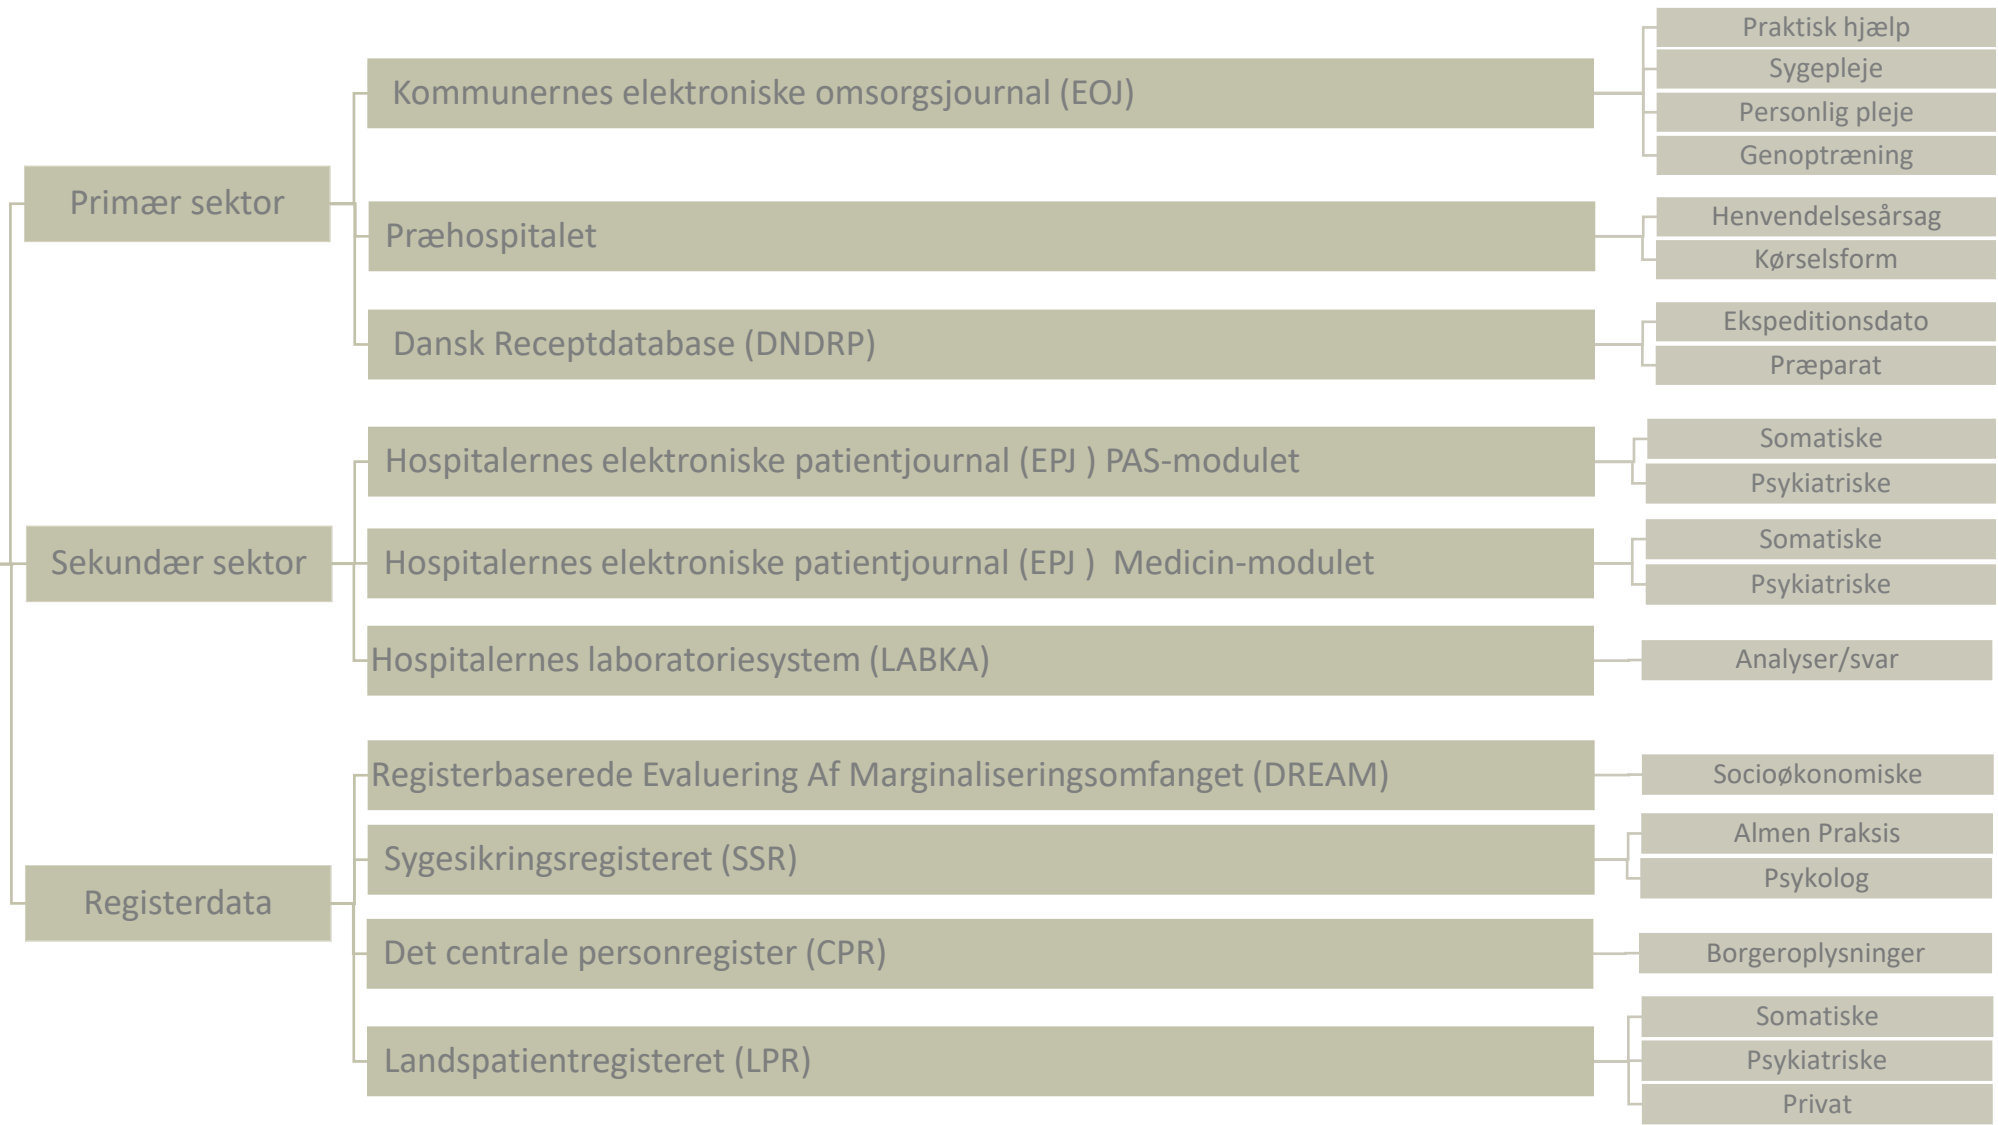 Primær sektor
Kommunernes elektroniske omsorgsjournal (EOJ)
Praktisk hjælp
Sygepleje
Personlig pleje
Genoptræning
Præhospitalet
Henvendelsesårsag
Kørselsform
Dansk Receptdatabase (DNDRP)
Ekspeditionsdato
Præparat
Sekundær sektor
Hospitalernes elektroniske patientjournal (EPJ ) PAS-modulet
Somatiske
Psykiatriske
Hospitalernes elektroniske patientjournal (EPJ )  Medicin-modulet
Somatiske
Psykiatriske
Hospitalernes laboratoriesystem (LABKA)
Analyser/svar
Registerdata
Registerbaserede Evaluering Af Marginaliseringsomfanget (DREAM)
Socioøkonomiske
Sygesikringsregisteret (SSR)
Almen Praksis
Psykolog
Det centrale personregister (CPR)
Borgeroplysninger
Landspatientregisteret (LPR)
Somatiske
Psykiatriske
Privat